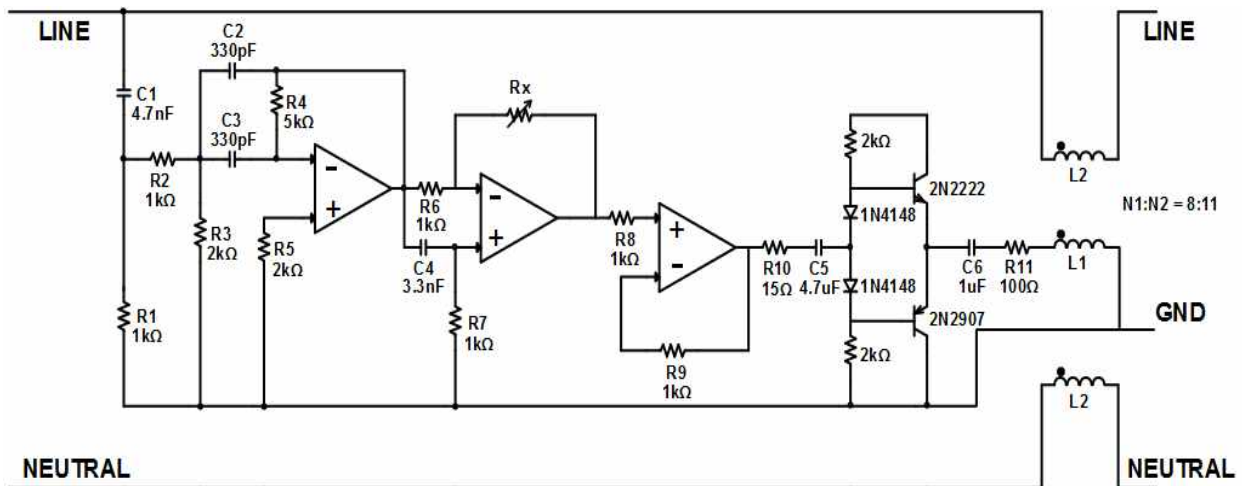 LINE
LINE
C2
330pF
C1
4.7nF
R4
5kΩ
Rx
C3
330pF
2kΩ
-
+
R2
1kΩ
R6
1kΩ
-
+
2N2222
L2
1N4148
N1:N2 = 8:11
R3
2kΩ
R5
2kΩ
C4
3.3nF
R8
1kΩ
+
-
R10
15Ω
C5
4.7uF
1N4148
C6
1uF
R11
100Ω
L1
R1
1kΩ
R7
1kΩ
2N2907
GND
R9
1kΩ
2kΩ
L2
NEUTRAL
NEUTRAL